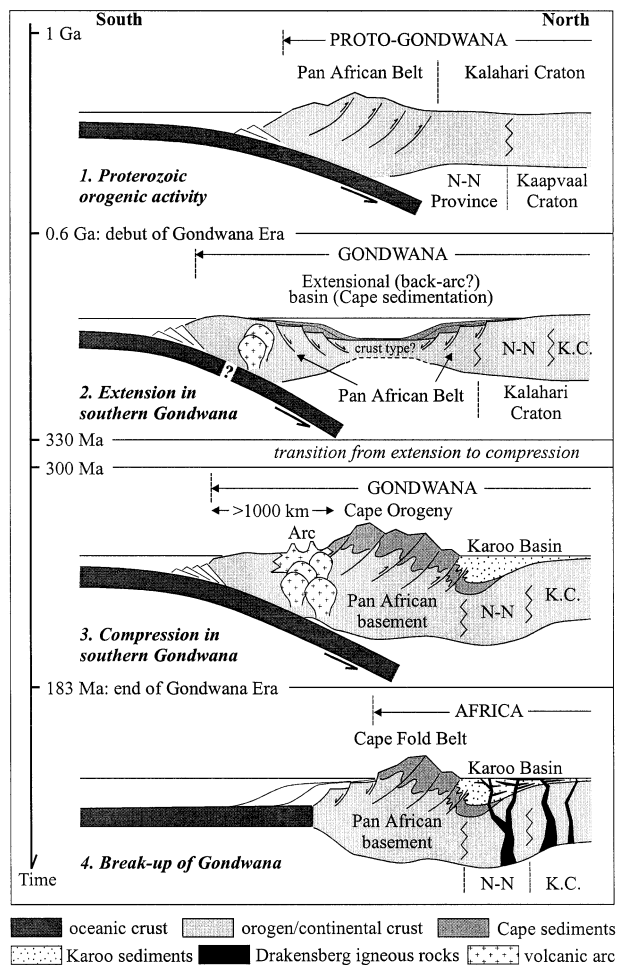 South
North
1 Ga
PROTO-GONDWANA
Pan African Belt
Kalahari Craton
1. Proterozoic
orogenic activity
N-N
Province
Kaapvaal
Craton
0.6 Ga: debut of Gondwana Era
GONDWANA
Extensional (back-arc?)
basin (Cape sedimentation)
crust type?
N-N
K.C.
?
2. Extension in
southern Gondwana
Pan African Belt
Kalahari
Craton
330 Ma
transition from extension to compression
300 Ma
GONDWANA
>1000 km
Cape Orogeny
Arc
Karoo Basin
Pan African
basement
N-N
K.C.
3. Compression in
southern Gondwana
183 Ma: end of Gondwana Era
AFRICA
Cape Fold Belt
Karoo Basin
Pan African
basement
4. Break-up of Gondwana
N-N
K.C.
Time
oceanic crust
orogen/continental crust
Cape sediments
Karoo sediments
Drakensberg igneous rocks
volcanic arc